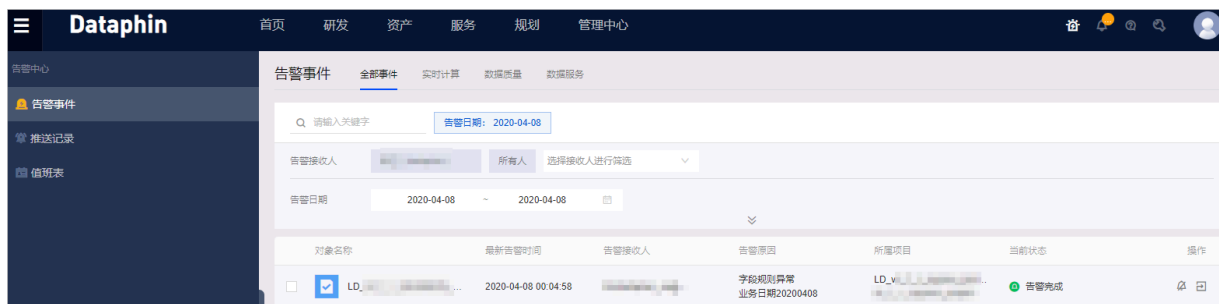 Dataphin 首页 研发 资产 服务 规划 管理中心
告警中心
告警事件
推送记录
值班表
告警事件 全部事件 实时计算 数据质量 数据服务
请输入关键字 告警日期: 2020-04-08
告警接收人 所有人 选择接收人进行筛选
告警日期 2020-04-08 ~ 2020-04-08
对象名称 最新告警时间 告警接收人 告警原因 所属项目 当前状态 操作
LD_ ... 2020-04-08 00:04:58 字段规则异常 LD_v ... 告警完成
业务日期20200408